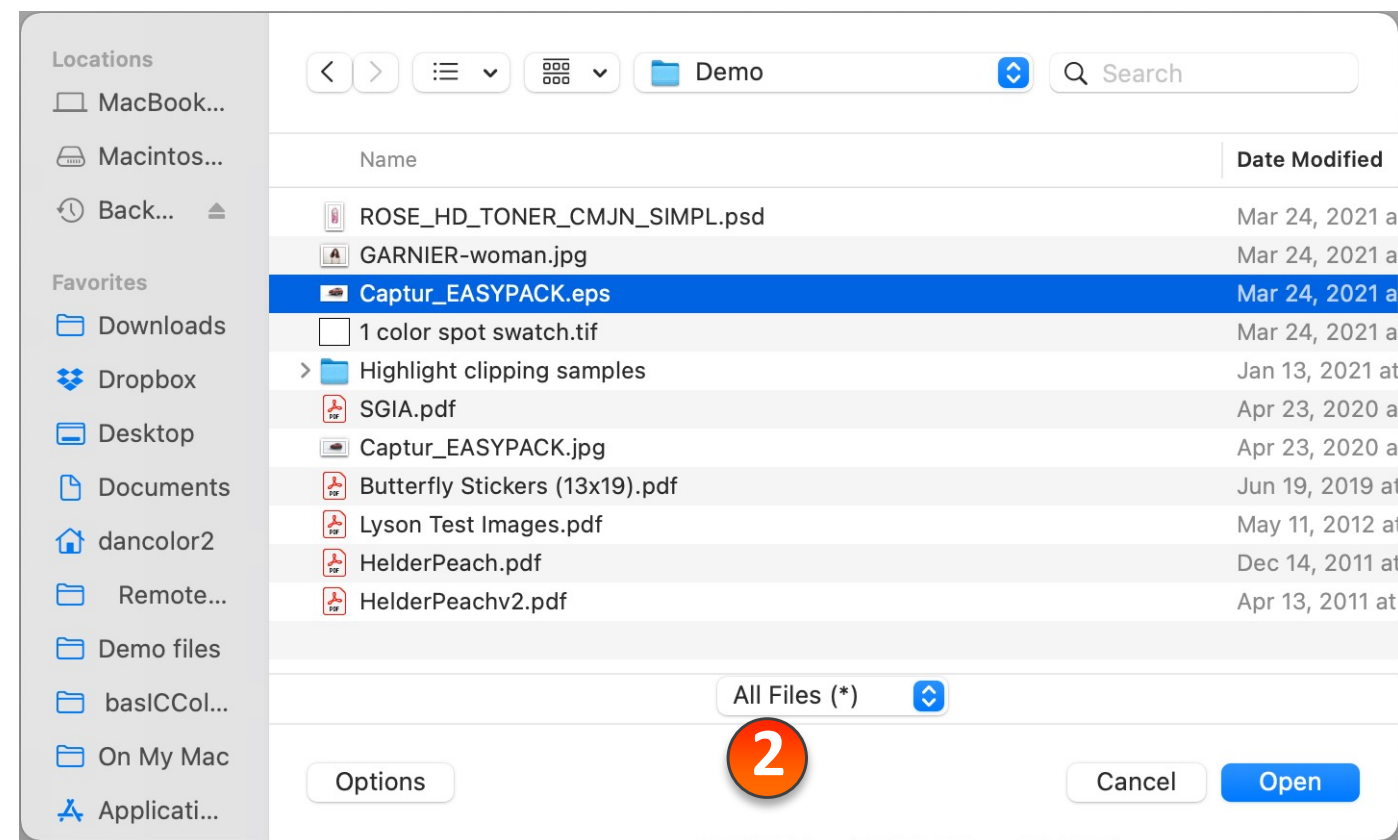 Locations
MacBook...
Macintos...
Back...
Favorites
Downloads
Dropbox
Desktop
Documents
dancolor2
Remote...
Demo files
basICCol...
On My Mac
Applicati...
Demo
Search
Name Date Modified
ROSE_HD_TONER_CMJN_SIMPL.psd Mar 24, 2021 a
GARNIER-woman.jpg Mar 24, 2021 a
Captur_EASYPACK.eps Mar 24, 2021 a
1 color spot swatch.tif Mar 24, 2021 a
Highlight clipping samples Jan 13, 2021 at
SGIA.pdf Apr 23, 2020 a
Captur_EASYPACK.jpg Apr 23, 2020 a
Butterfly Stickers (13x19).pdf Jun 19, 2019 at
Lyson Test Images.pdf May 11, 2012 at
HelderPeach.pdf Dec 14, 2011 at
HelderPeachv2.pdf Apr 13, 2011 at
All Files (*)
2
Options Cancel Open